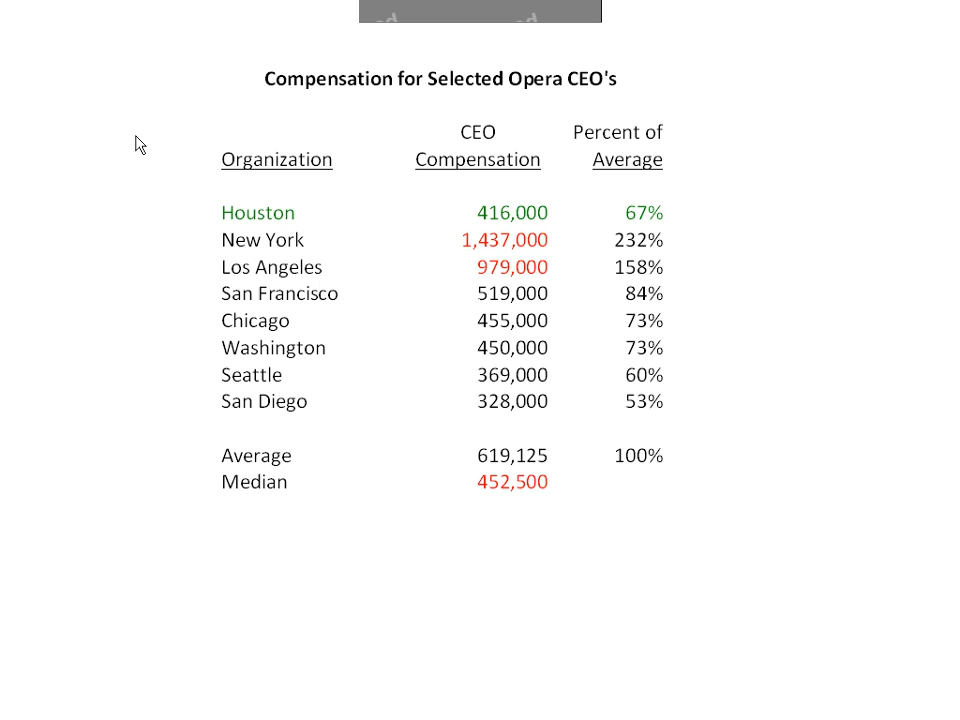 Compensation for Selected Opera CEO's
CEO Percent of
Organization Compensation Average
Houston 416,000 67%
New York 1,437,000 232%
Los Angeles 979,000 158%
San Francisco 519,000 84%
Chicago 455,000 73%
Washington 450,000 73%
Seattle 369,000 60%
San Diego 328,000 53%
Average 619,125 100%
Median 452,500